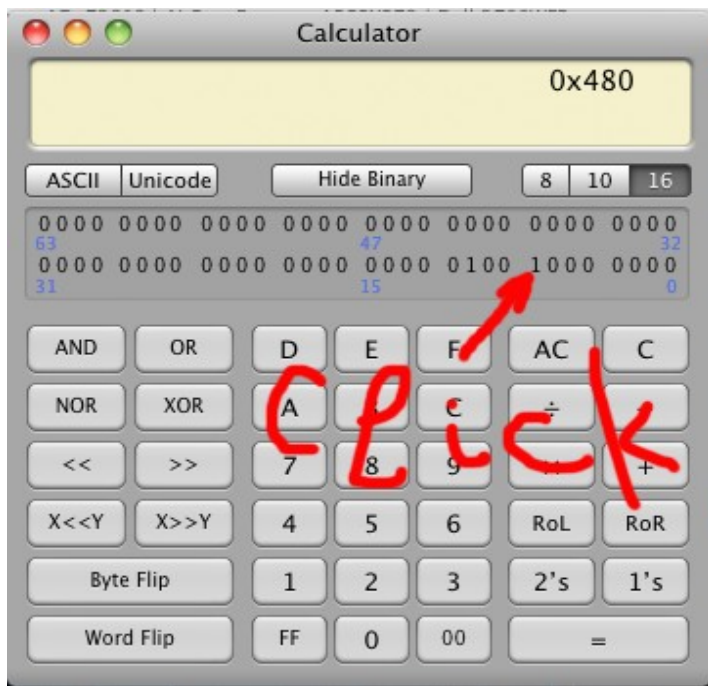 Calculator
0x480
ASCII Unicode Hide Binary 8 10 16
0000 0000 0000 0000 0000 0000 0000 0000
63 47 32
0000 0000 0000 0000 0000 0100 1000 0000
31 15 0
AND OR D E F AC C
NOR XOR A C ÷
Click
<< >> 7 8 9 +
X<<Y X>>Y 4 5 6 RoL RoR
Byte Flip 1 2 3 2's 1's
Word Flip FF 0 00 =